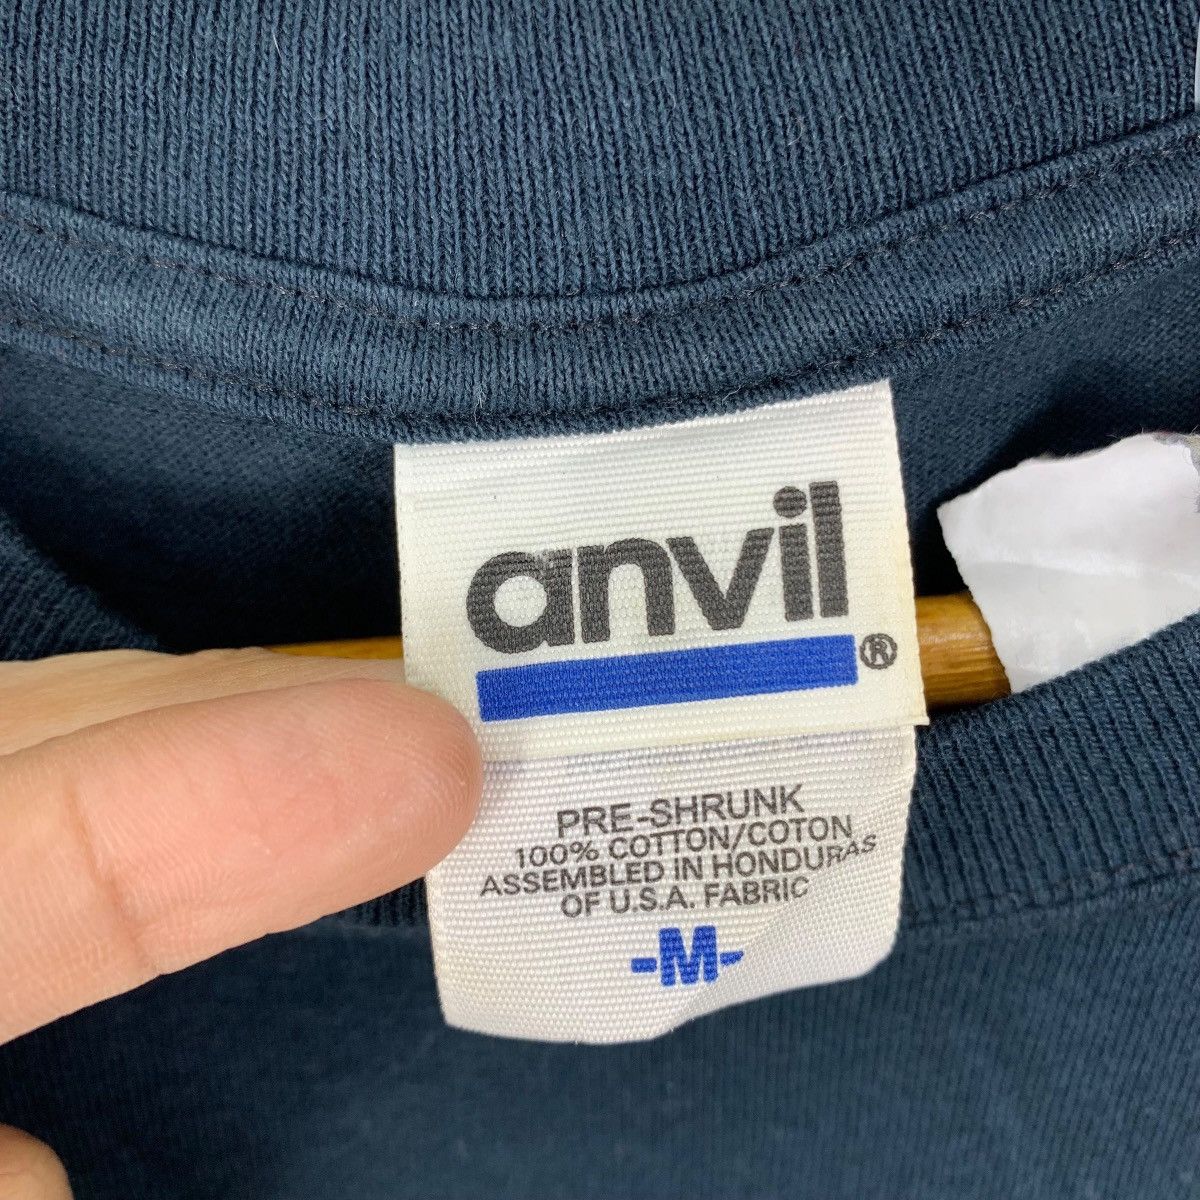 anvil®
PRE-SHRUNK
100% COTTON/COTON
ASSEMBLED IN HONDURAS
OF U.S.A. FABRIC
-M-